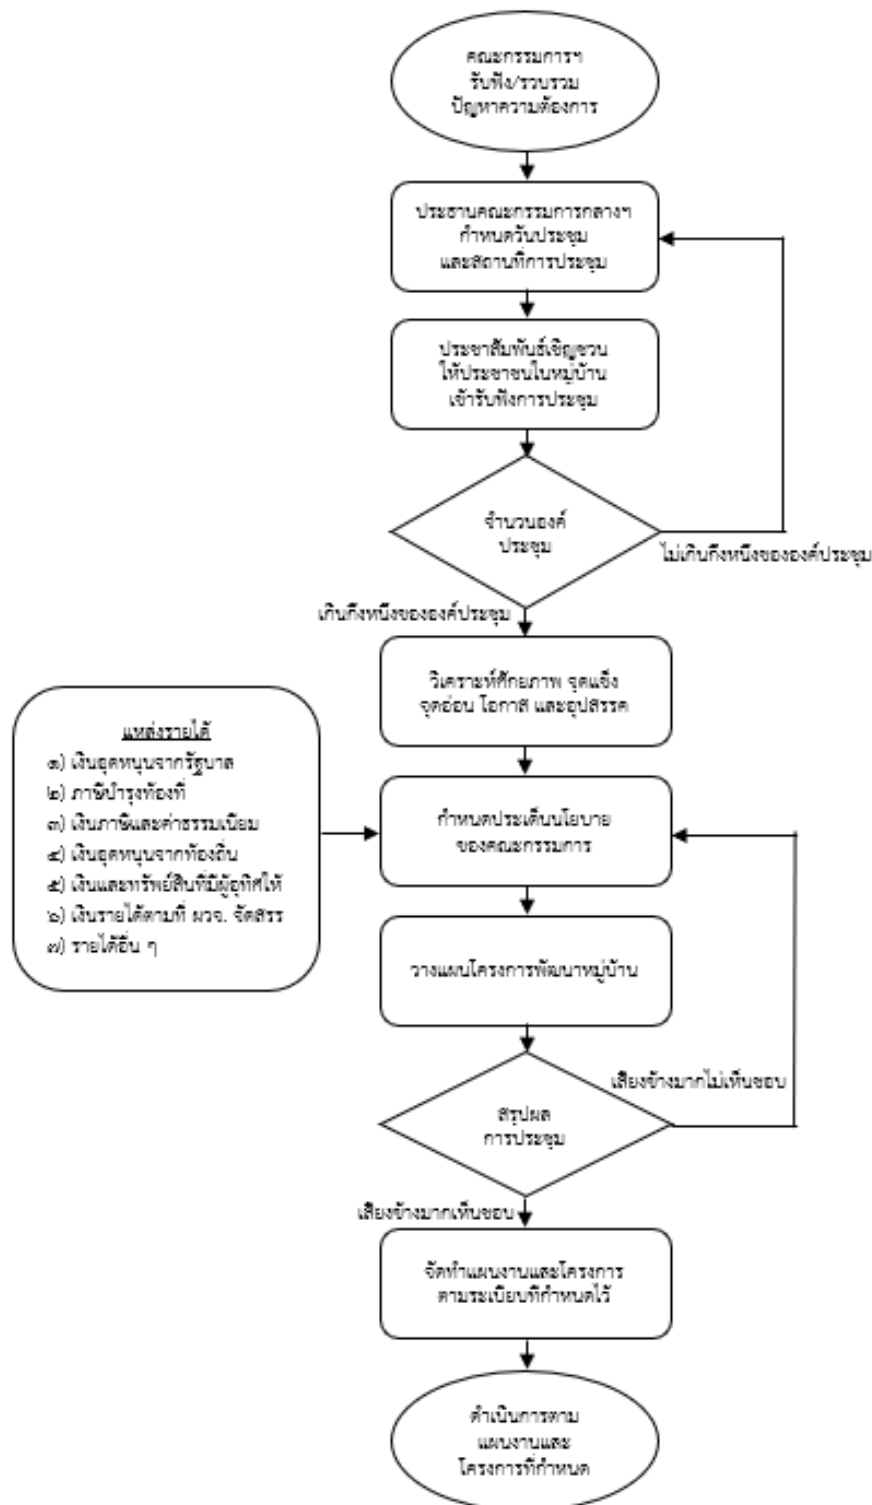 คณะกรรมการฯ
รับฟัง/รวบรวม
ปัญหาความต้องการ
ประธานคณะกรรมการกลางฯ
กำหนดวันประชุม
และสถานที่การประชุม
ประชาสัมพันธ์เชิญชวน
ให้ประชาชนในหมู่บ้าน
เข้ารับฟังการประชุม
จำนวนองค์
ประชุม
ไม่เกินกึ่งหนึ่งขององค์ประชุม
เกินกึ่งหนึ่งขององค์ประชุม
วิเคราะห์ศักยภาพ จุดแข็ง
จุดอ่อน โอกาส และอุปสรรค
แหล่งรายได้
๑) เงินอุดหนุนจากรัฐบาล
๒) ภาษีบำรุงท้องที่
๓) เงินภาษีและค่าธรรมเนียม
๔) เงินอุดหนุนจากท้องถิ่น
๕) เงินและทรัพย์สินที่มีผู้อุทิศให้
๖) เงินรายได้ตามที่ ผวจ. จัดสรร
๗) รายได้อื่น ๆ
กำหนดประเด็นนโยบาย
ของคณะกรรมการ
วางแผนโครงการพัฒนาหมู่บ้าน
เสียงข้างมากไม่เห็นชอบ
สรุปผล
การประชุม
เสียงข้างมากเห็นชอบ
จัดทำแผนงานและโครงการ
ตามระเบียบที่กำหนดไว้
ดำเนินการตาม
แผนงานและ
โครงการที่กำหนด